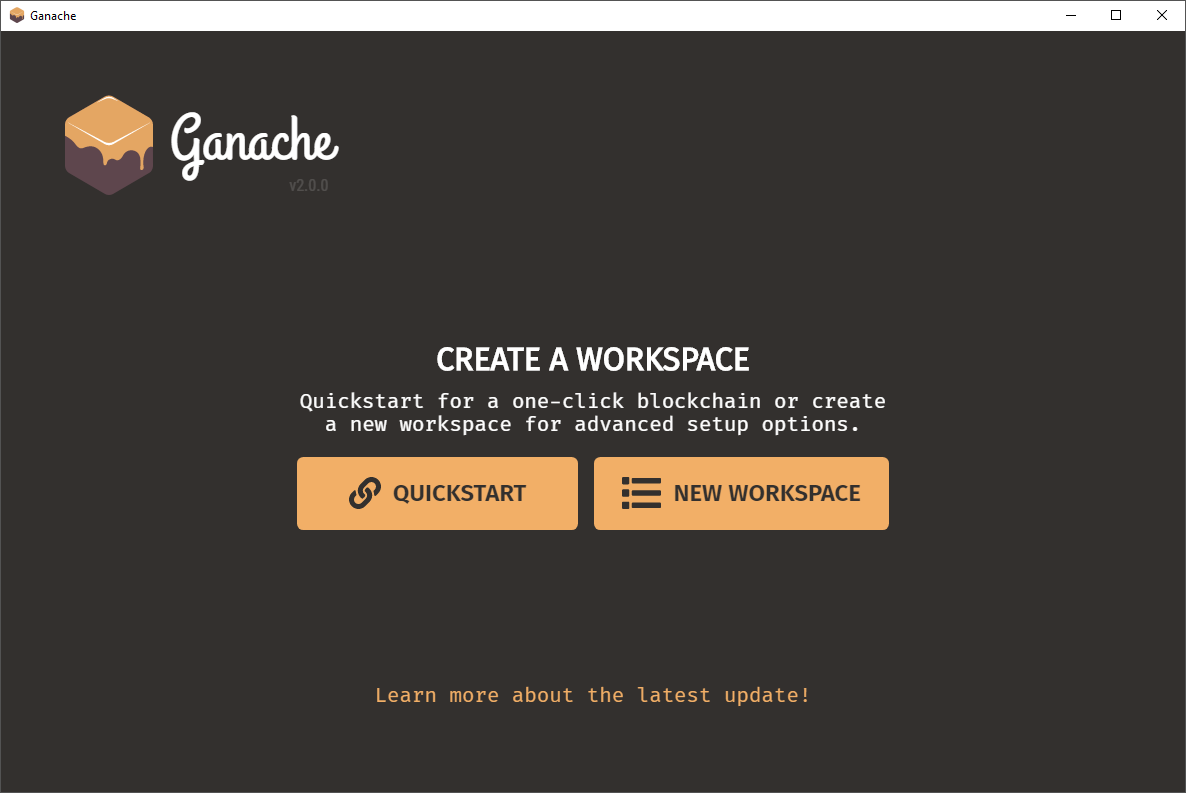 Ganache
Ganache
v2.0.0
CREATE A WORKSPACE
Quickstart for a one-click blockchain or create
a new workspace for advanced setup options.
QUICKSTART
NEW WORKSPACE
Learn more about the latest update!